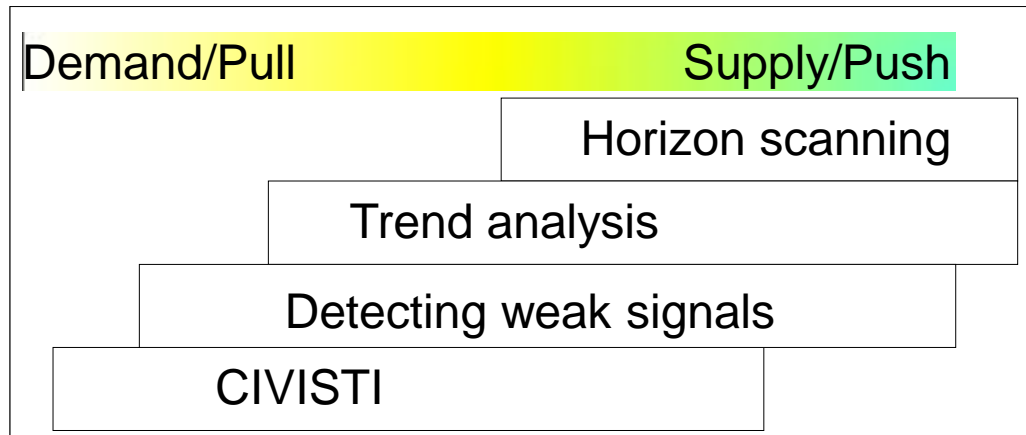 Demand/Pull Supply/Push
Horizon scanning
Trend analysis
Detecting weak signals
CIVISTI